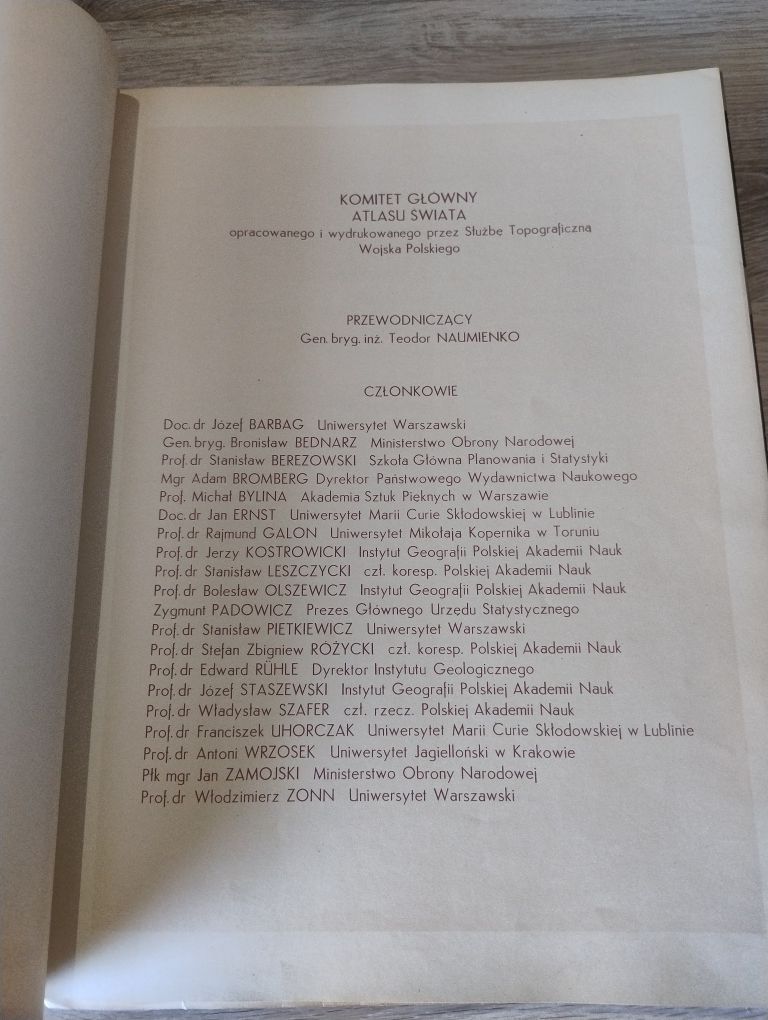 KOMITET GŁÓWNY
ATLASU ŚWIATA
opracowanego i wydrukowanego przez Służbę Topograficzną
Wojska Polskiego
PRZEWODNICZĄCY
Gen. bryg. inż. Teodor NAUMIENKO
CZŁONKOWIE
Doc. dr Józef BARBAG Uniwersytet Warszawski
Gen. bryg. Bronisław BEDNARZ Ministerstwo Obrony Narodowej
Prof. dr Stanisław BEREZOWSKI Szkoła Główna Planowania i Statystyki
Mgr Adam BROMBERG Dyrektor Państwowego Wydawnictwa Naukowego
Prof. Michał BYLINA Akademia Sztuk Pięknych w Warszawie
Doc. dr Jan ERNST Uniwersytet Marii Curie Skłodowskiej w Lublinie
Prof. dr Rajmund GALON Uniwersytet Mikołaja Kopernika w Toruniu
Prof. dr Jerzy KOSTROWICKI Instytut Geografii Polskiej Akademii Nauk
Prof. dr Stanisław LESZCZYCKI czł. koresp. Polskiej Akademii Nauk
Prof. dr Bolesław OLSZEWICZ Instytut Geografii Polskiej Akademii Nauk
Zygmunt PADOWICZ Prezes Głównego Urzędu Statystycznego
Prof. dr Stanisław PIETKIEWICZ Uniwersytet Warszawski
Prof. dr Stefan Zbigniew RÓŻYCKI czł. koresp. Polskiej Akademii Nauk
Prof. dr Edward RÜHLE Dyrektor Instytutu Geologicznego
Prof. dr Józef STASZEWSKI Instytut Geografii Polskiej Akademii Nauk
Prof. dr Władysław SZAFER czł. rzecz. Polskiej Akademii Nauk
Prof. dr Franciszek UHORCZAK Uniwersytet Marii Curie Skłodowskiej w Lublinie
Prof. dr Antoni WRZOSEK Uniwersytet Jagielloński w Krakowie
Płk mgr Jan ZAMOJSKI Ministerstwo Obrony Narodowej
Prof. dr Włodzimierz ZONN Uniwersytet Warszawski